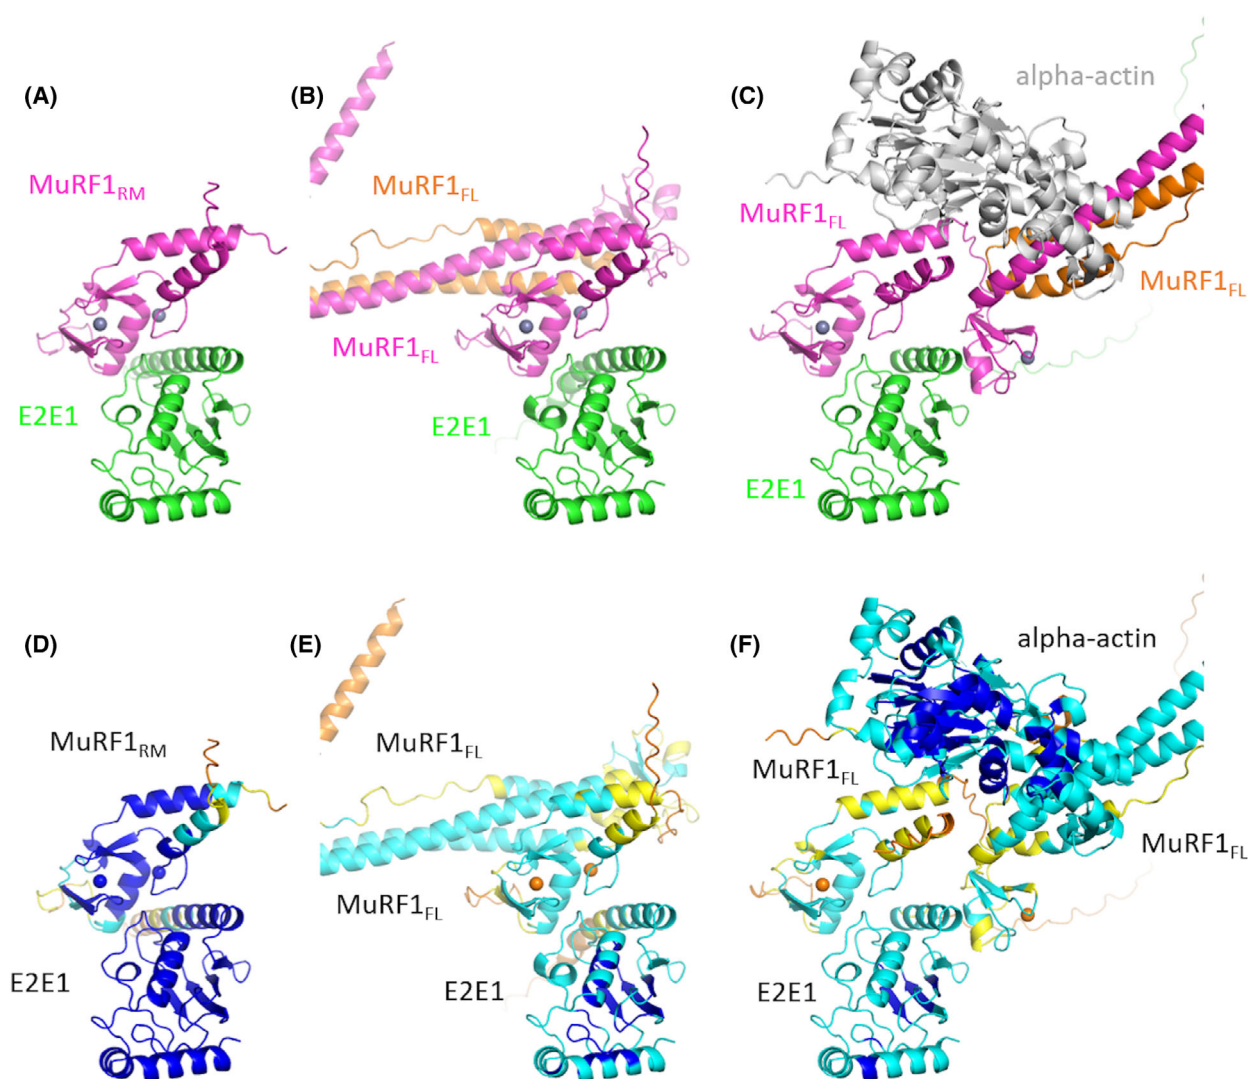 (A)
MuRF1RM
E2E1
(B)
MuRF1FL
MuRF1FL
E2E1
(C)
alpha-actin
MuRF1FL
MuRF1FL
E2E1
(D)
MuRF1RM
E2E1
(E)
MuRF1FL
MuRF1FL
E2E1
(F)
alpha-actin
MuRF1FL
MuRF1FL
E2E1